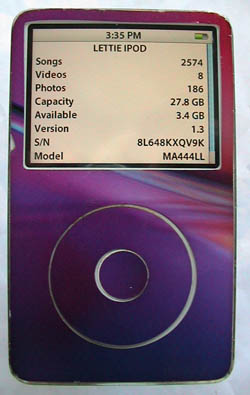 3:35 PM
LETTIE IPOD
Songs 2574
Videos 8
Photos 186
Capacity 27.8 GB
Available 3.4 GB
Version 1.3
S/N 8L648KXQV9K
Model MA444LL